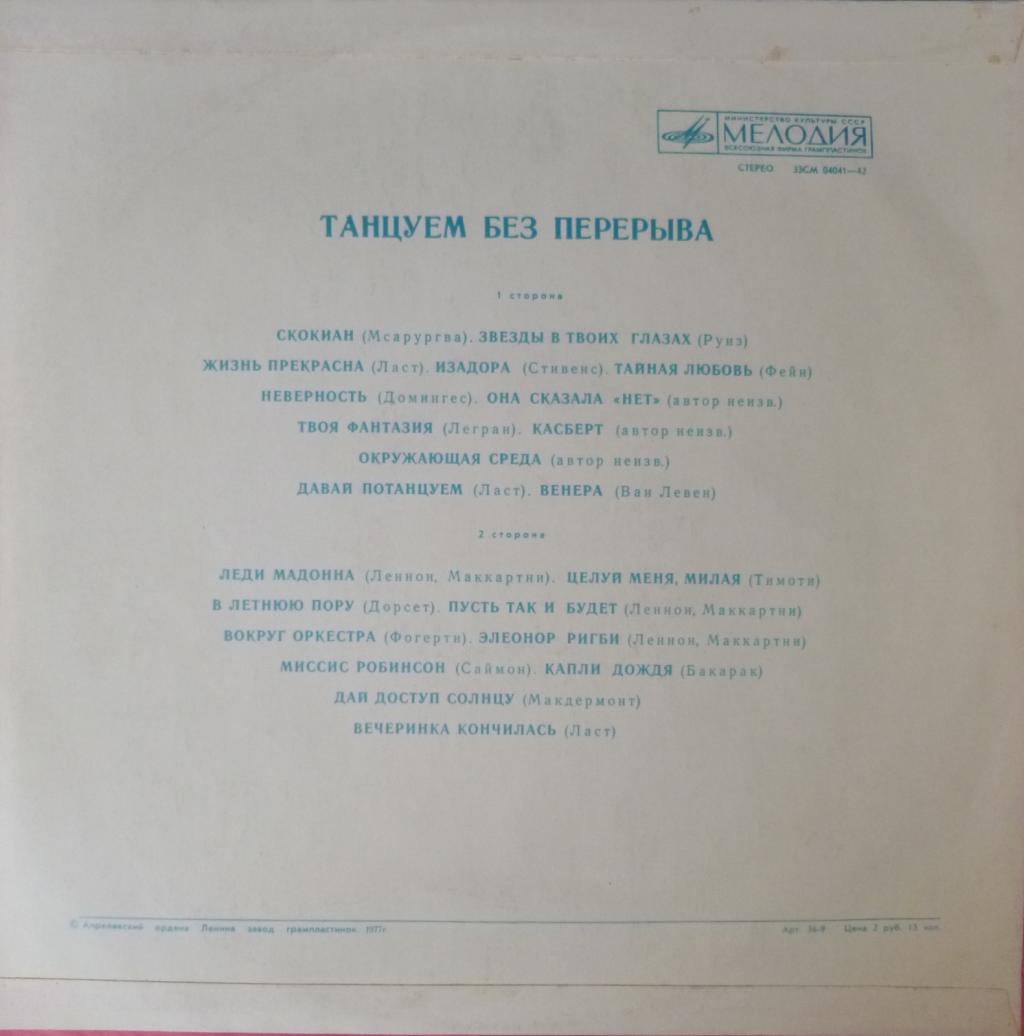 МИНИСТЕРСТВО КУЛЬТУРЫ СССР
МЕЛОДИЯ
ВСЕСОЮЗНАЯ ФИРМА ГРАМПЛАСТИНОК
СТЕРЕО 33СМ 04041—42
ТАНЦУЕМ БЕЗ ПЕРЕРЫВА
1 сторона
СКОКИАН (Мсарургва). ЗВЕЗДЫ В ТВОИХ ГЛАЗАХ (Руиз)
ЖИЗНЬ ПРЕКРАСНА (Ласт). ИЗАДОРА (Стивенс). ТАЙНАЯ ЛЮБОВЬ (Фейн)
НЕВЕРНОСТЬ (Домингес). ОНА СКАЗАЛА «НЕТ» (автор неизв.)
ТВОЯ ФАНТАЗИЯ (Легран). КАСБЕРТ (автор неизв.)
ОКРУЖАЮЩАЯ СРЕДА (автор неизв.)
ДАВАЙ ПОТАНЦУЕМ (Ласт). ВЕНЕРА (Ван Левен)
2 сторона
ЛЕДИ МАДОННА (Леннон, Маккартни). ЦЕЛУЙ МЕНЯ, МИЛАЯ (Тимоти)
В ЛЕТНЮЮ ПОРУ (Дорсет). ПУСТЬ ТАК И БУДЕТ (Леннон, Маккартни)
ВОКРУГ ОРКЕСТРА (Фогерти). ЭЛЕОНОР РИГБИ (Леннон, Маккартни)
МИССИС РОБИНСОН (Саймон). КАПЛИ ДОЖДЯ (Бакарак)
ДАЙ ДОСТУП СОЛНЦУ (Макдермонт)
ВЕЧЕРИНКА КОНЧИЛАСЬ (Ласт)
© Апрелевский ордена Ленина завод грампластинок. 1977г. Арт. 36-9 Цена 2 руб. 15 коп.